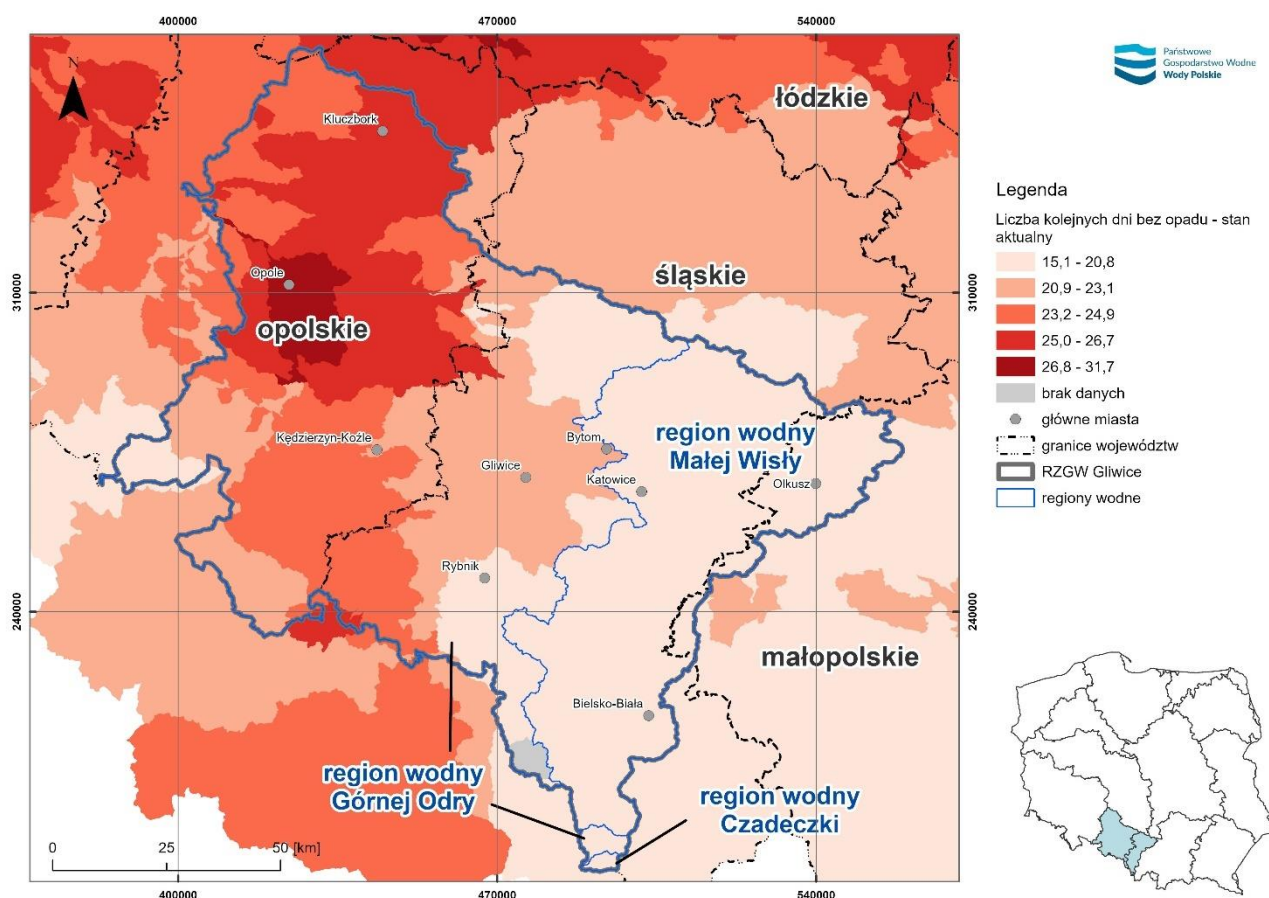 400000
470000
540000
Państwowe
Gospodarstwo Wodne
Wody Polskie
N
łódzkie
Kluczbork
Legenda
Liczba kolejnych dni bez opadu - stan
aktualny
15,1 - 20,8
20,9 - 23,1
23,2 - 24,9
25,0 - 26,7
26,8 - 31,7
brak danych
główne miasta
granice województw
RZGW Gliwice
regiony wodne
310000
310000
Opole
śląskie
opolskie
Kędzierzyn-Koźle
Bytom
region wodny
Małej Wisły
Gliwice
Katowice
Olkusz
Rybnik
240000
240000
małopolskie
Bielsko-Biała
region wodny
Górnej Odry
region wodny
Czadeczki
0
25
50 [km]
400000
470000
540000